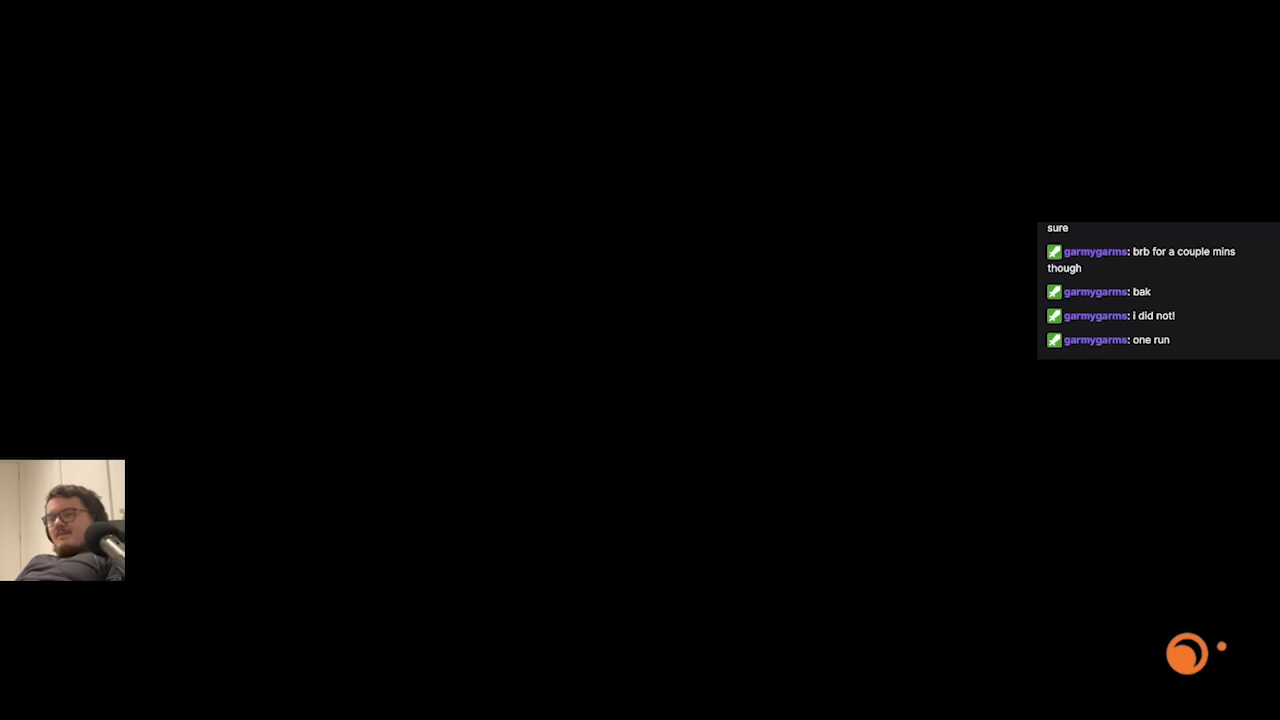 sure
garmygarms: brb for a couple mins
though
garmygarms: bak
garmygarms: i did not!
garmygarms: one run